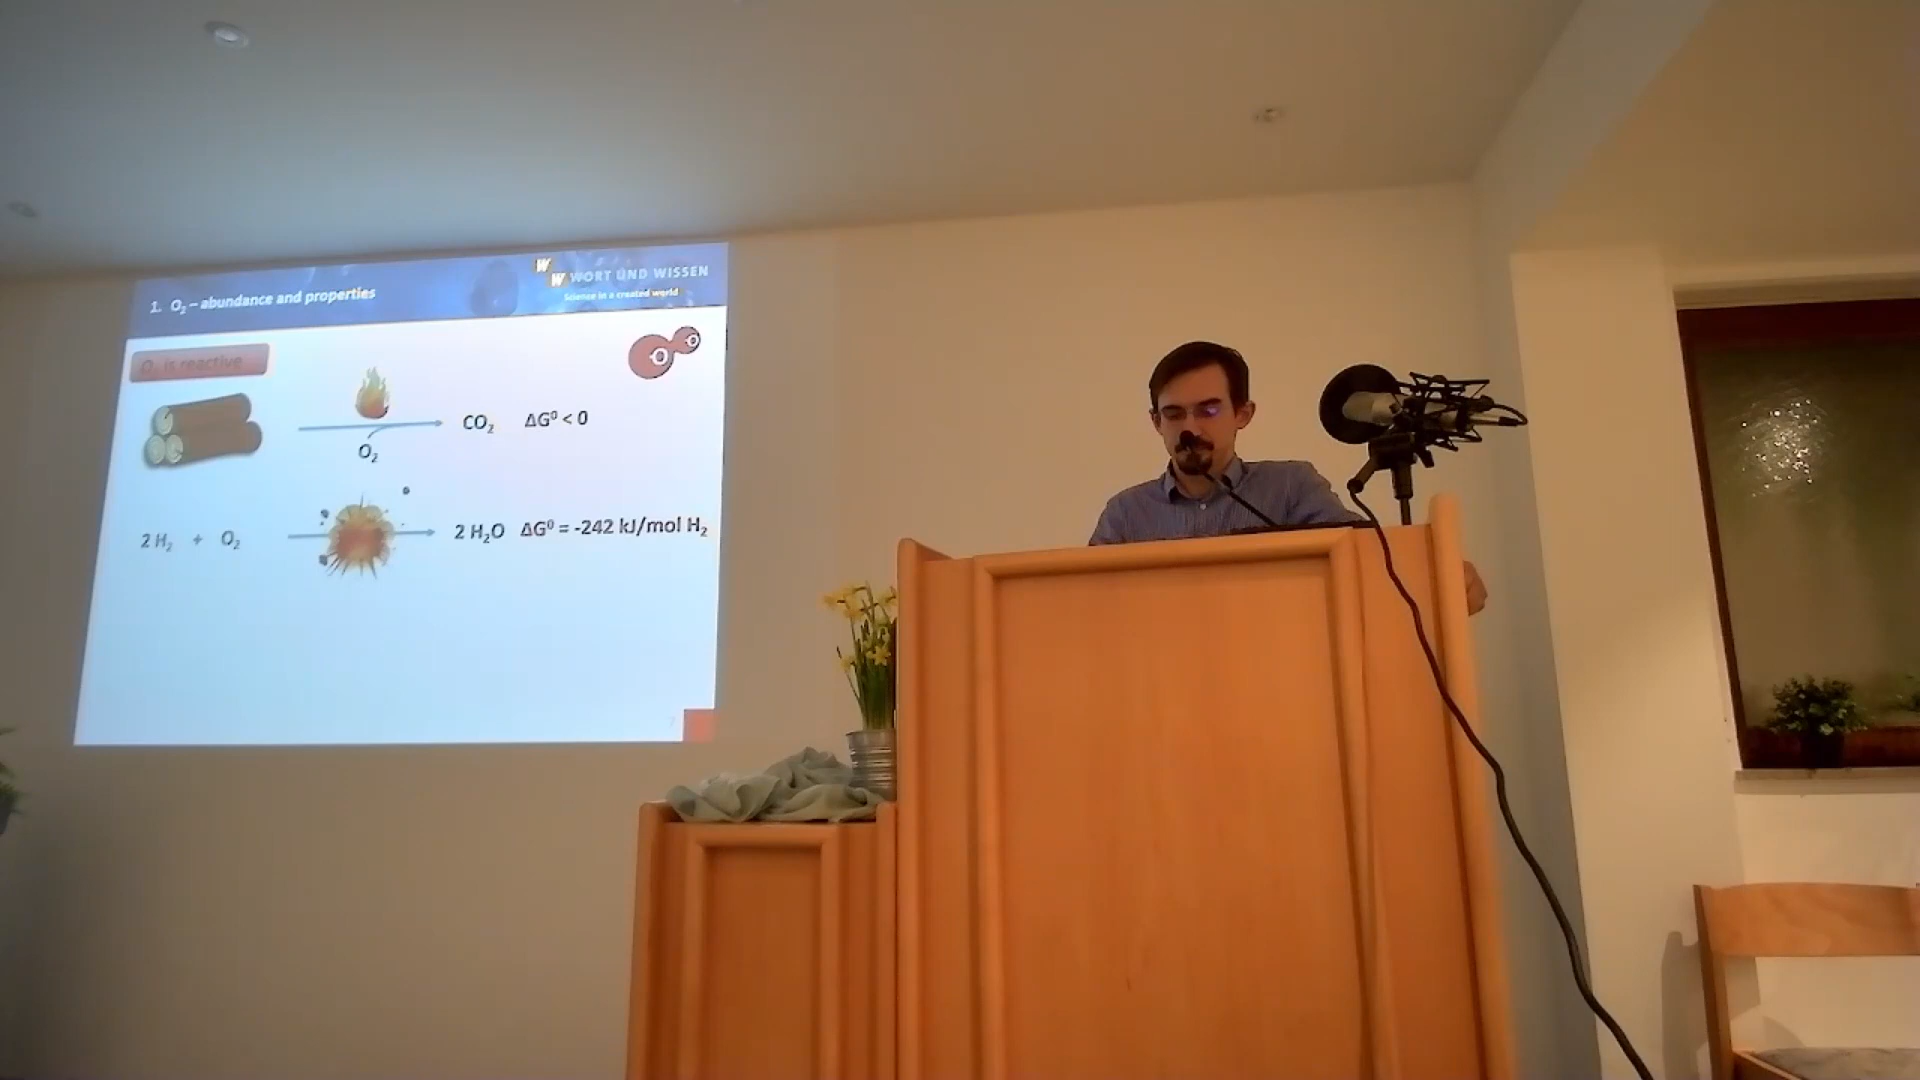 W
W WORT UND WISSEN
Science in a created world
1. O₂ – abundance and properties
O₂ is reactive
O O
CO₂ ΔG⁰ < 0
O₂
2 H₂ + O₂ 2 H₂O ΔG⁰ = -242 kJ/mol H₂